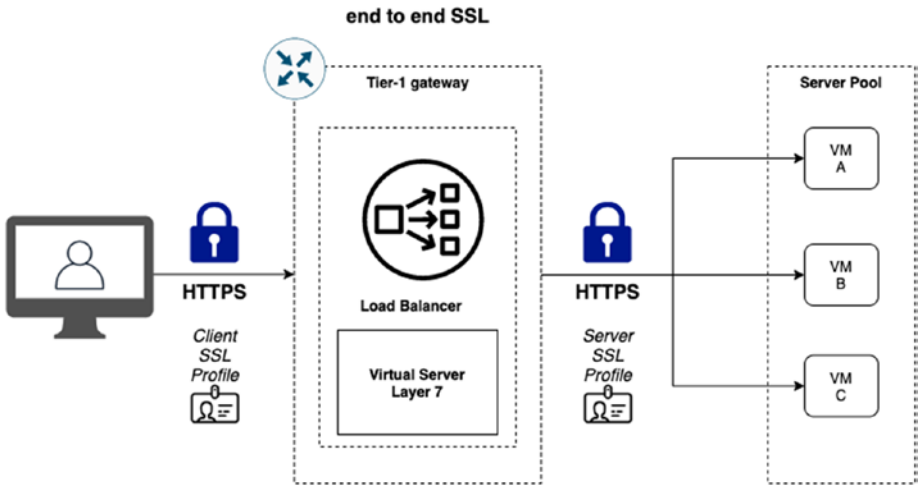 end to end SSL
Tier-1 gateway
Server Pool
VM
A
HTTPS
Client
SSL
Profile
Load Balancer
Virtual Server
Layer 7
HTTPS
Server
SSL
Profile
VM
B
VM
C